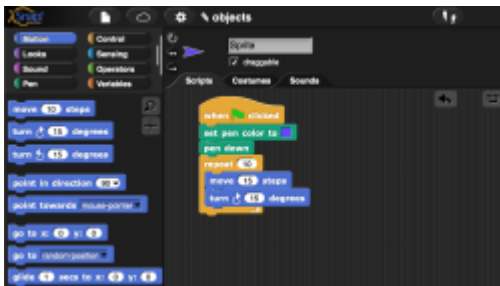 Snap!
objects
Motion Control
Looks Sensing
Sound Operators
Pen Variables
Sprite
draggable
Scripts Costumes Sounds
move 10 steps
turn 15 degrees
turn 15 degrees
point in direction 90
point towards mouse-pointer
go to x: 0 y: 0
go to random position
glide 1 secs to x: 0 y: 0
when clicked
set pen color to
pen down
repeat 10
move 15 steps
turn 15 degrees